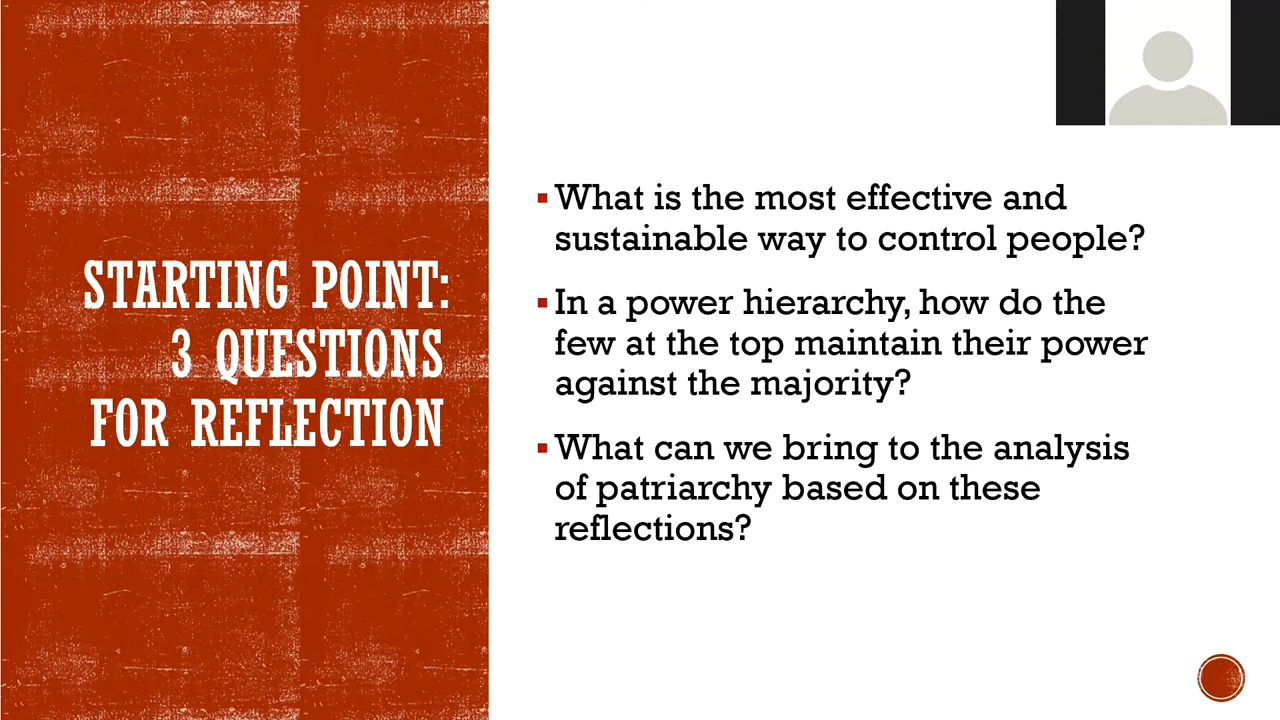 STARTING POINT:
3 QUESTIONS
FOR REFLECTION
▪ What is the most effective and
sustainable way to control people?
▪ In a power hierarchy, how do the
few at the top maintain their power
against the majority?
▪ What can we bring to the analysis
of patriarchy based on these
reflections?